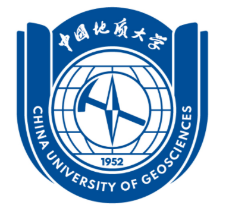 中国地质大学
1952
CHINA UNIVERSITY OF GEOSCIENCES